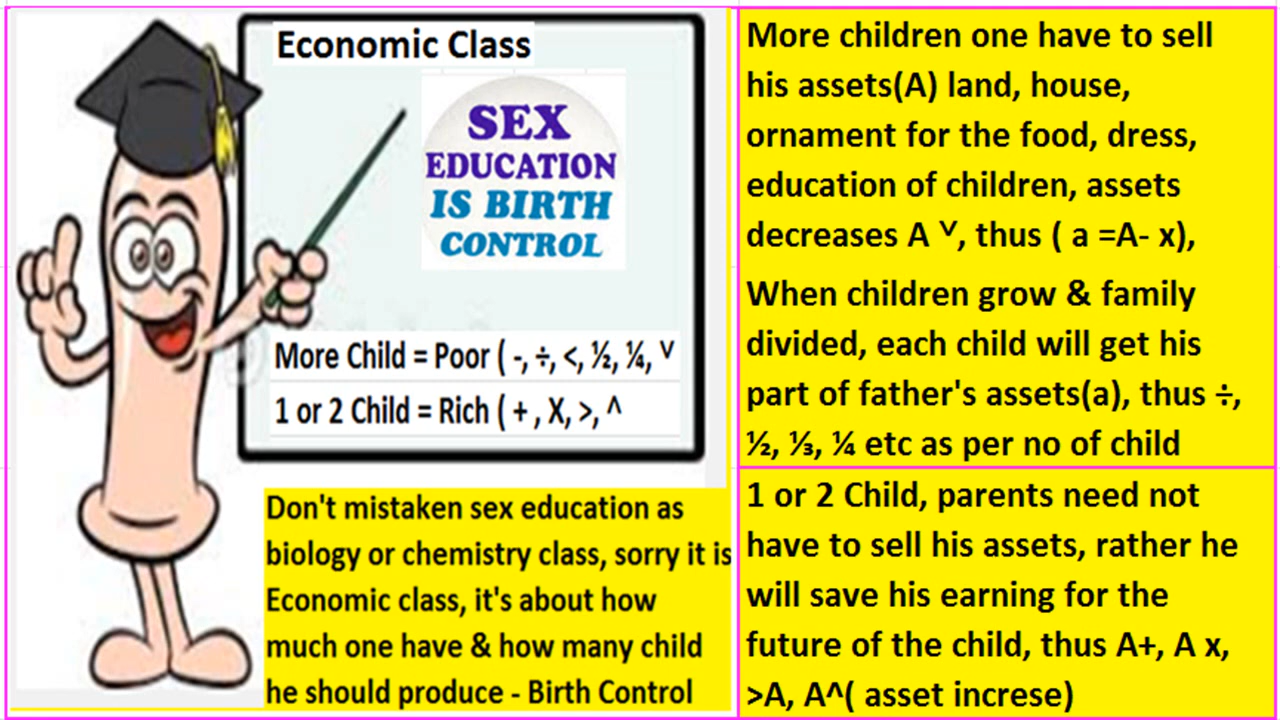 Economic Class
SEX
EDUCATION
IS BIRTH
CONTROL
More Child = Poor ( -, ÷, <, ½, ¼, ˅
1 or 2 Child = Rich ( + , X, >, ^
Don't mistaken sex education as
biology or chemistry class, sorry it is
Economic class, it's about how
much one have & how many child
he should produce - Birth Control
More children one have to sell
his assets(A) land, house,
ornament for the food, dress,
education of children, assets
decreases A ˅, thus ( a =A- x),
When children grow & family
divided, each child will get his
part of father's assets(a), thus ÷,
½, ⅓, ¼ etc as per no of child
1 or 2 Child, parents need not
have to sell his assets, rather he
will save his earning for the
future of the child, thus A+, A x,
>A, A^( asset increse)